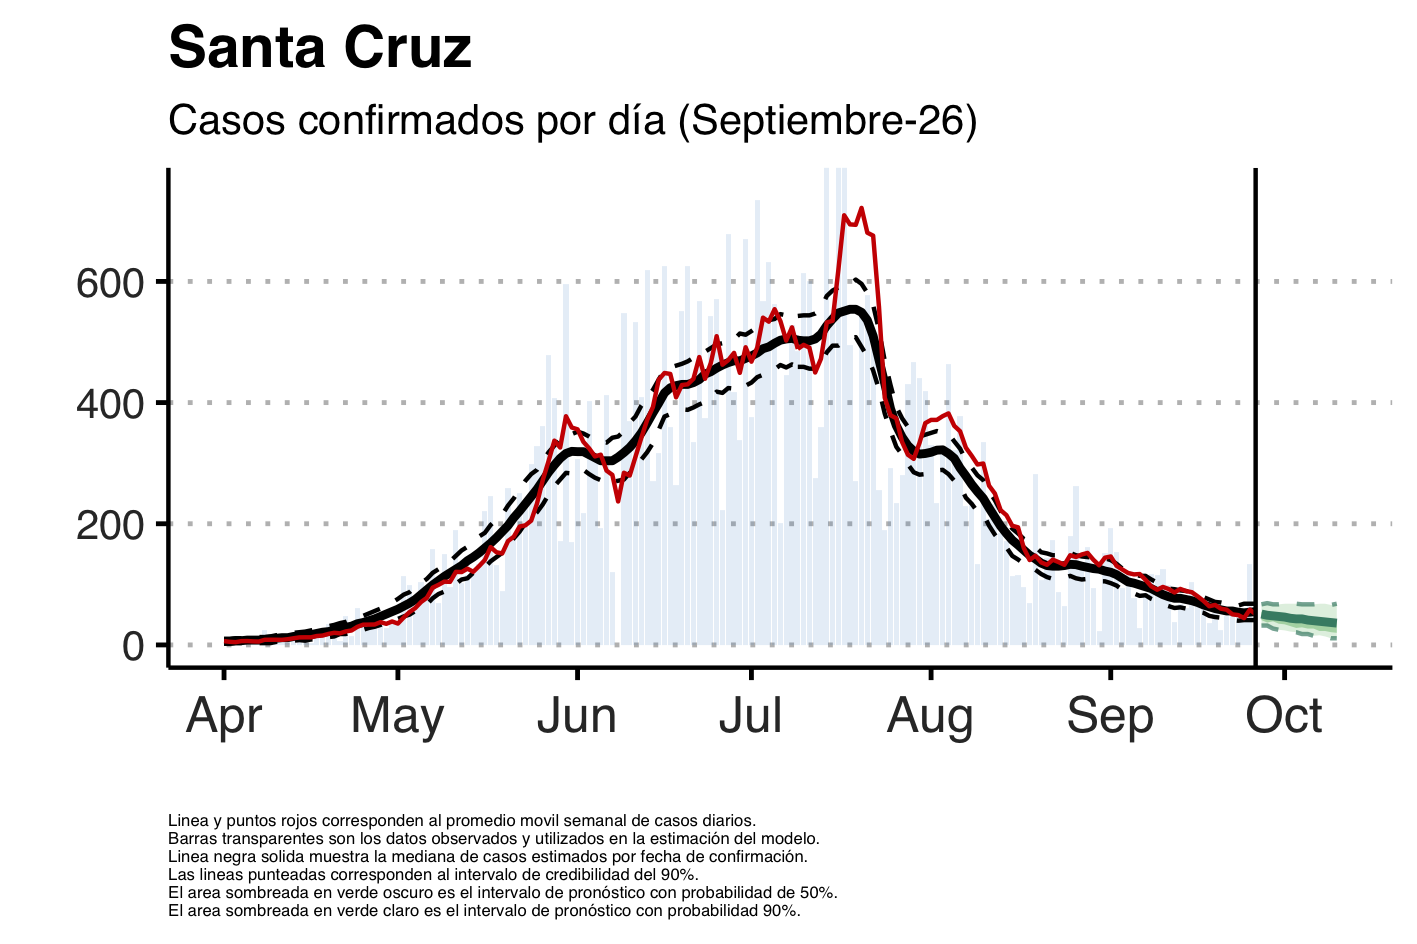 Santa Cruz
Casos confirmados por día (Septiembre-26)
600
400
200
0
Apr May Jun Jul Aug Sep Oct
Linea y puntos rojos corresponden al promedio movil semanal de casos diarios.
Barras transparentes son los datos observados y utilizados en la estimación del modelo.
Linea negra solida muestra la mediana de casos estimados por fecha de confirmación.
Las lineas punteadas corresponden al intervalo de credibilidad del 90%.
El area sombreada en verde oscuro es el intervalo de pronóstico con probabilidad de 50%.
El area sombreada en verde claro es el intervalo de pronóstico con probabilidad 90%.